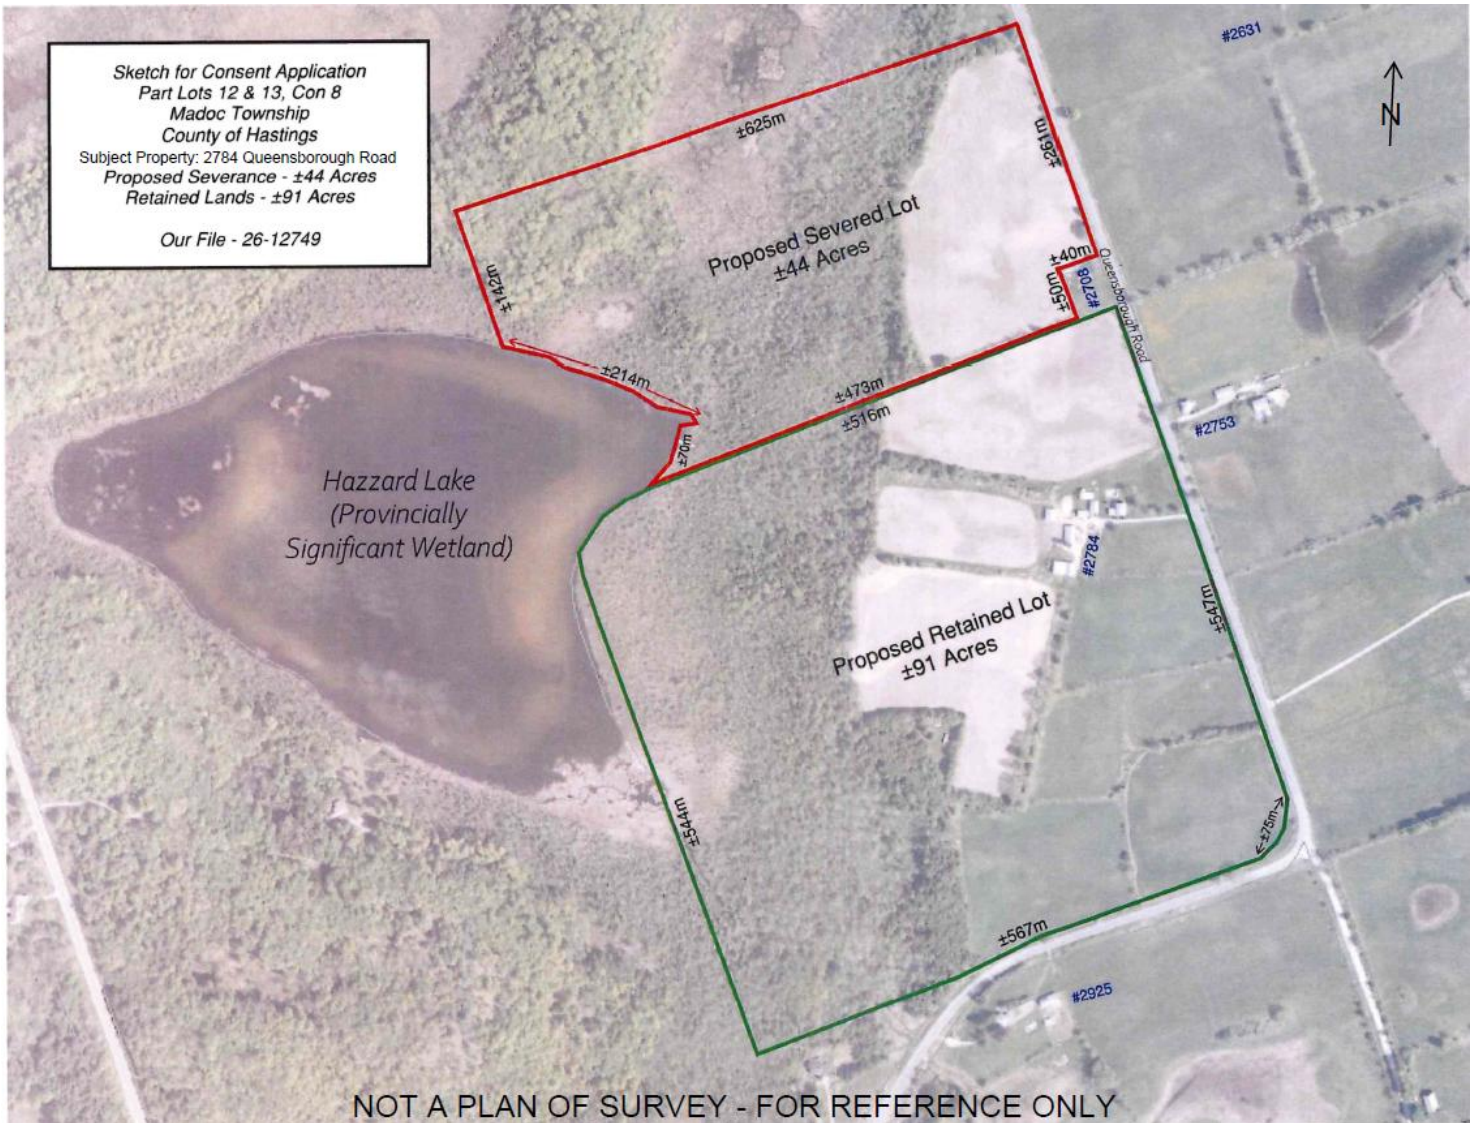 Sketch for Consent Application
Part Lots 12 & 13, Con 8
Madoc Township
County of Hastings
Subject Property: 2784 Queensborough Road
Proposed Severance - ±44 Acres
Retained Lands - ±91 Acres
Our File - 26-12749
#2631
N
±625m
±261m
Proposed Severed Lot
±44 Acres
±40m
±50m
#2708
Queensborough Road
±142m
±214m
±473m
±516m
±70m
#2753
Hazzard Lake
(Provincially
Significant Wetland)
#2784
±547m
Proposed Retained Lot
±91 Acres
±544m
±75m
±567m
#2925
NOT A PLAN OF SURVEY - FOR REFERENCE ONLY